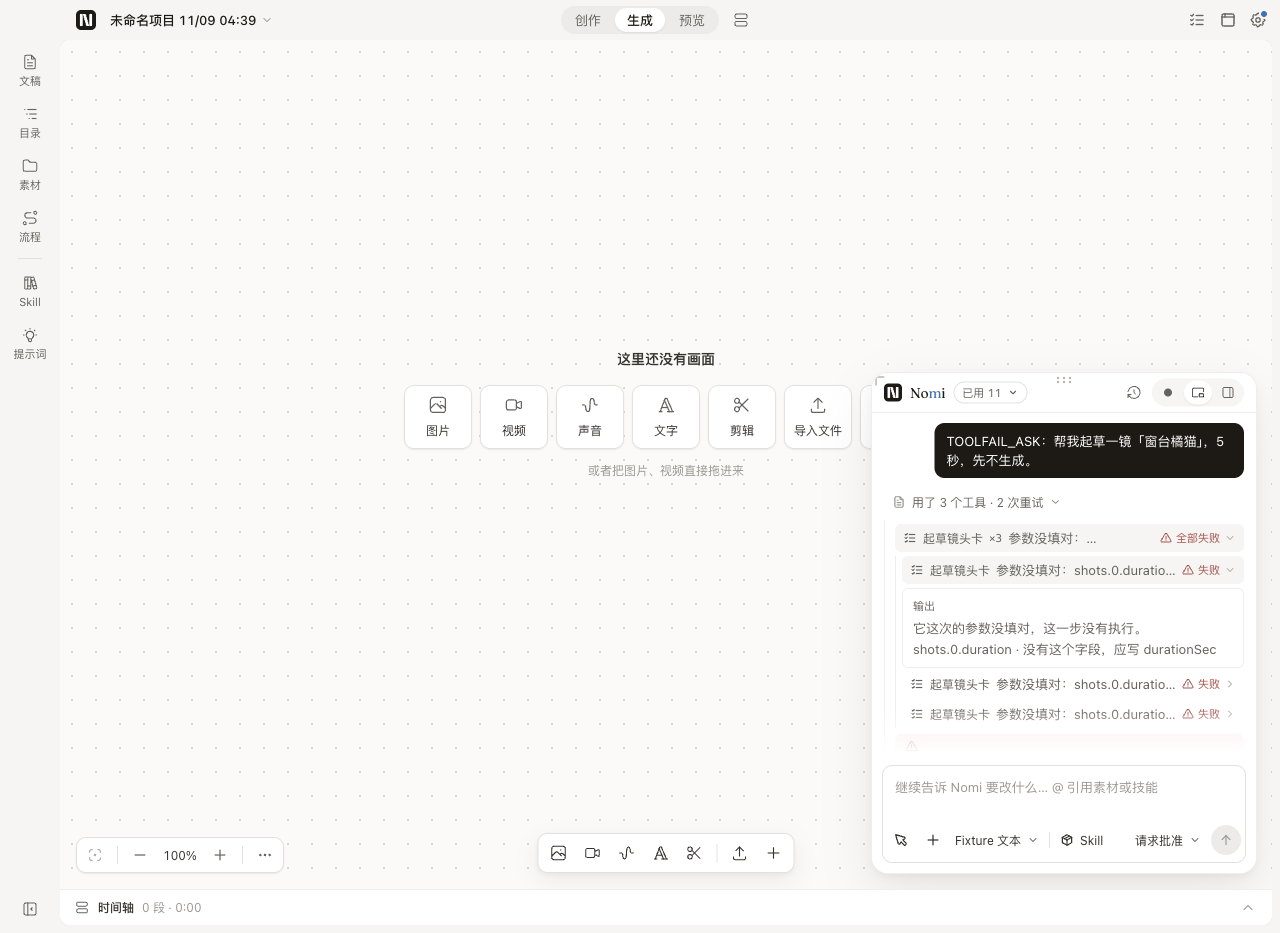 未命名项目 11/09 04:39
创作 生成 预览
文稿
目录
素材
流程
Skill
提示词
这里还没有画面
图片 视频 声音 文字 剪辑 导入文件
或者把图片、视频直接拖进来
Nomi 已用 11
TOOLFAIL_ASK：帮我起草一镜「窗台橘猫」，5
秒，先不生成。
用了 3 个工具 · 2 次重试
起草镜头卡 ×3 参数没填对：... 全部失败
起草镜头卡 参数没填对：shots.0.duratio... 失败
输出
它这次的参数没填对，这一步没有执行。
shots.0.duration · 没有这个字段，应写 durationSec
起草镜头卡 参数没填对：shots.0.duratio... 失败
起草镜头卡 参数没填对：shots.0.duratio... 失败
继续告诉 Nomi 要改什么... @ 引用素材或技能
Fixture 文本 Skill 请求批准
100%
时间轴 0 段 · 0:00